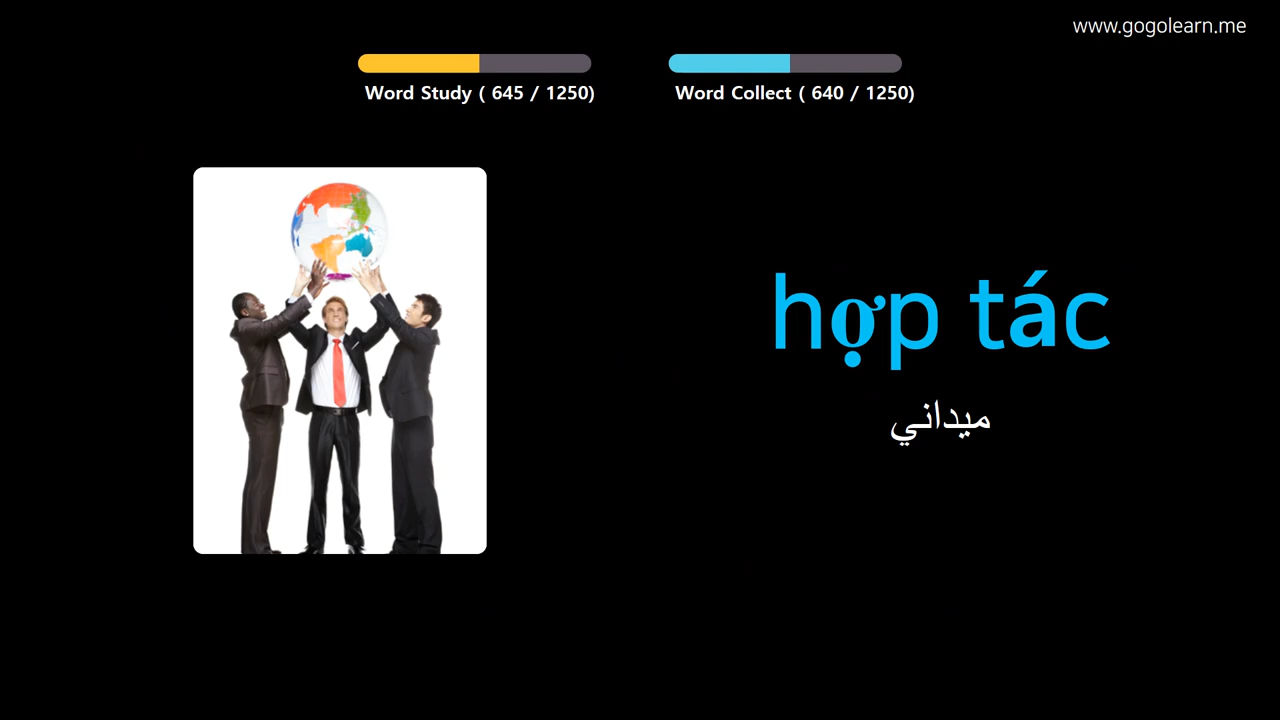 www.gogolearn.me
Word Study ( 645 / 1250)
Word Collect ( 640 / 1250)
hợp tác
ميداني